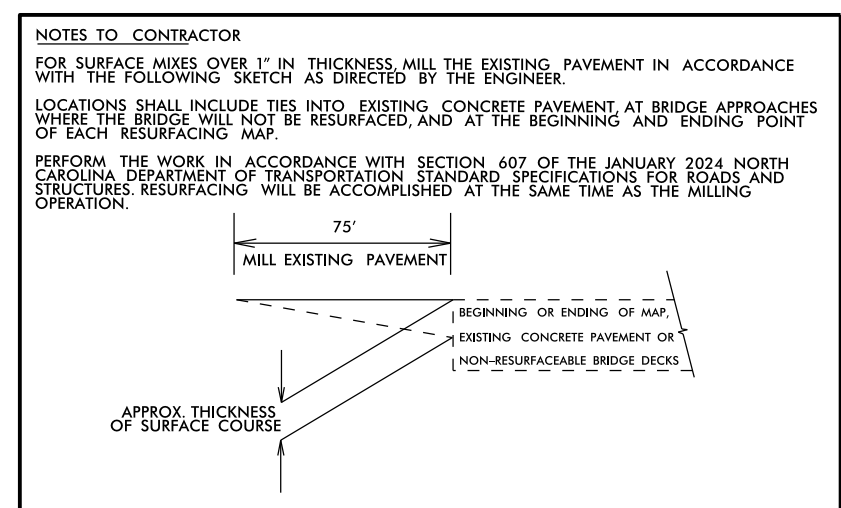 NOTES TO CONTRACTOR
FOR SURFACE MIXES OVER 1" IN THICKNESS, MILL THE EXISTING PAVEMENT IN ACCORDANCE
WITH THE FOLLOWING SKETCH AS DIRECTED BY THE ENGINEER.
LOCATIONS SHALL INCLUDE TIES INTO EXISTING CONCRETE PAVEMENT, AT BRIDGE APPROACHES
WHERE THE BRIDGE WILL NOT BE RESURFACED, AND AT THE BEGINNING AND ENDING POINT
OF EACH RESURFACING MAP.
PERFORM THE WORK IN ACCORDANCE WITH SECTION 607 OF THE JANUARY 2024 NORTH
CAROLINA DEPARTMENT OF TRANSPORTATION STANDARD SPECIFICATIONS FOR ROADS AND
STRUCTURES. RESURFACING WILL BE ACCOMPLISHED AT THE SAME TIME AS THE MILLING
OPERATION.
75'
MILL EXISTING PAVEMENT
BEGINNING OR ENDING OF MAP,
EXISTING CONCRETE PAVEMENT OR
NON-RESURFACEABLE BRIDGE DECKS
APPROX. THICKNESS
OF SURFACE COURSE